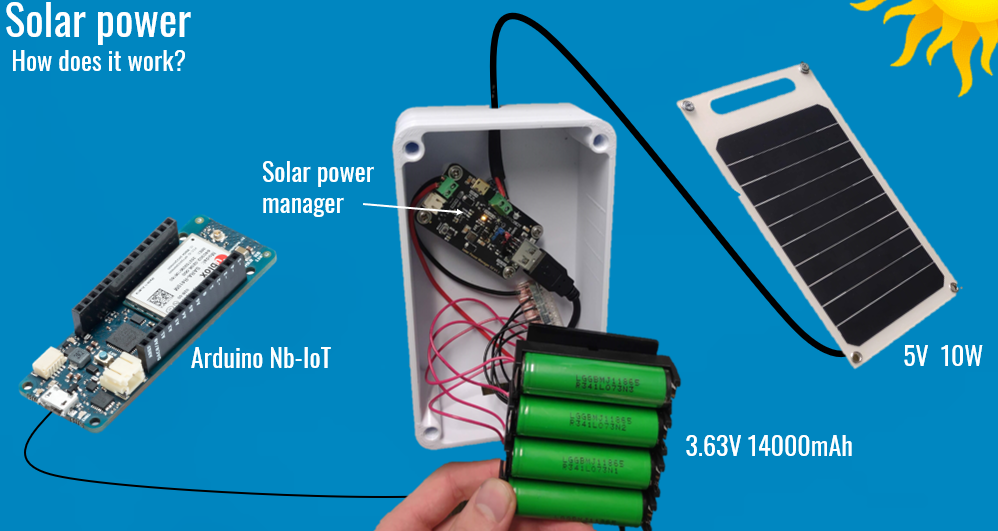 Solar power
How does it work?
Solar power
manager
Arduino Nb-IoT
5V 10W
3.63V 14000mAh